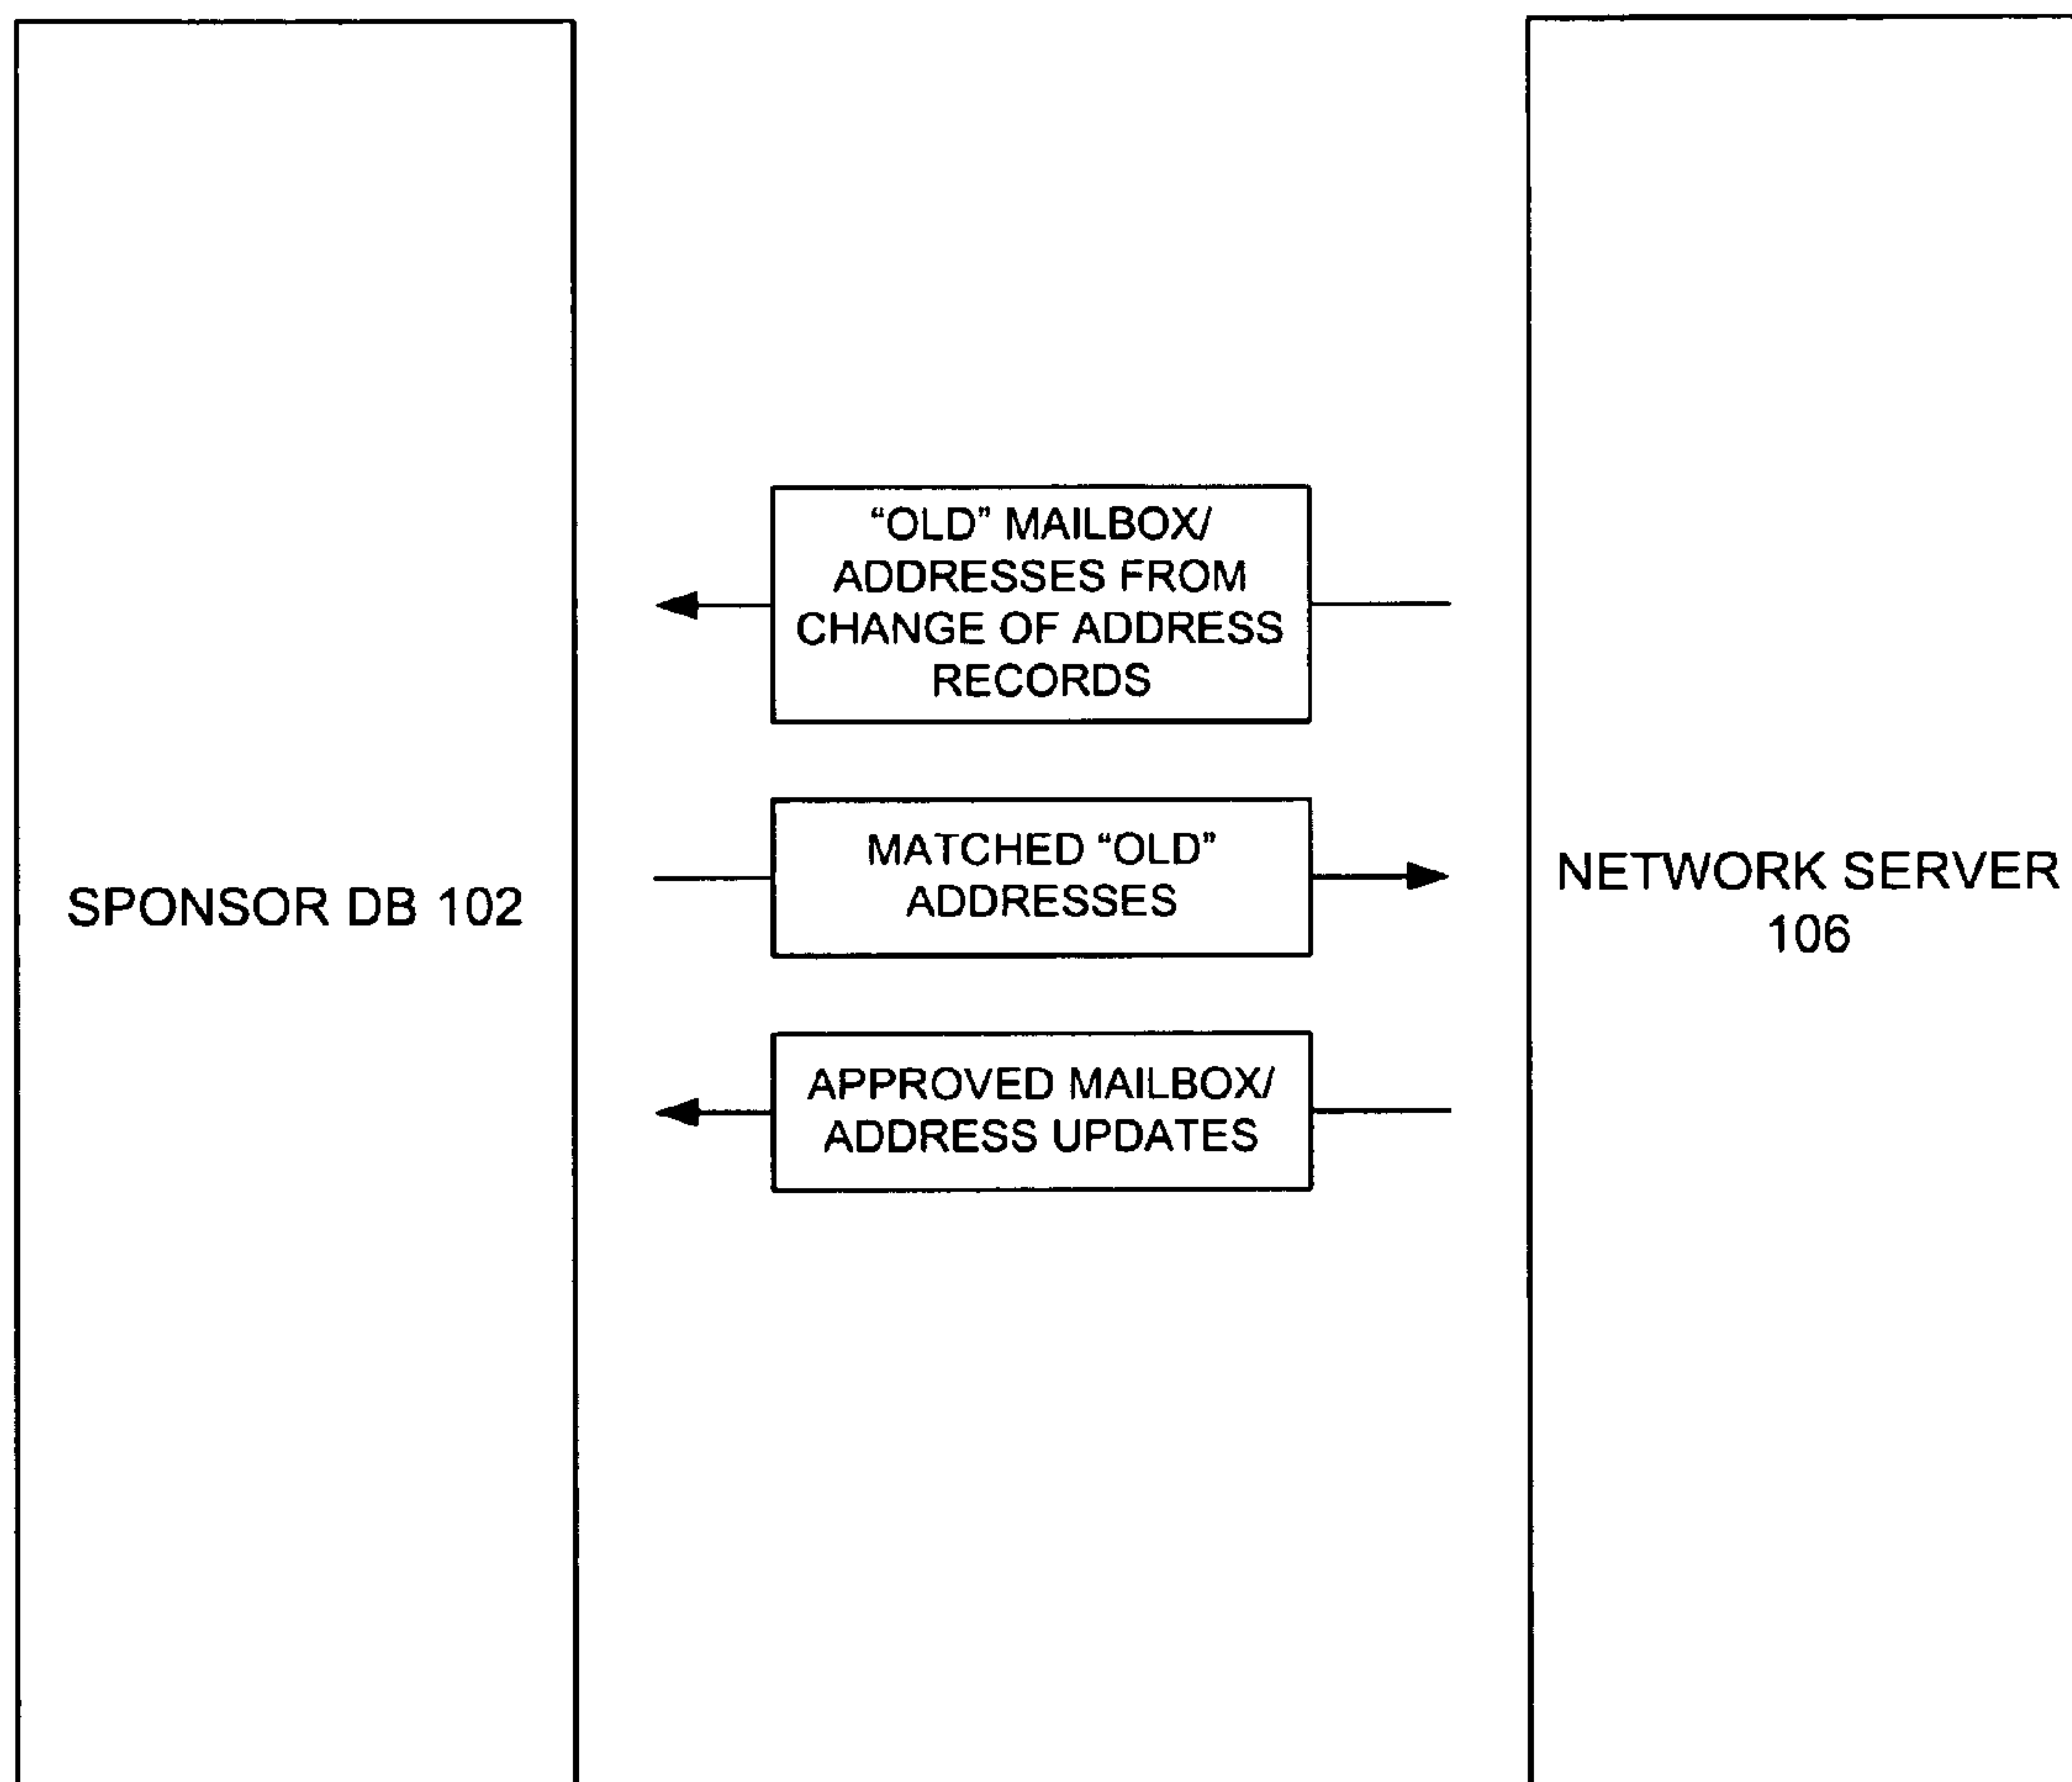 SPONSOR DB 102
“OLD” MAILBOX/
ADDRESSES FROM
CHANGE OF ADDRESS
RECORDS
MATCHED “OLD”
ADDRESSES
APPROVED MAILBOX/
ADDRESS UPDATES
NETWORK SERVER
106